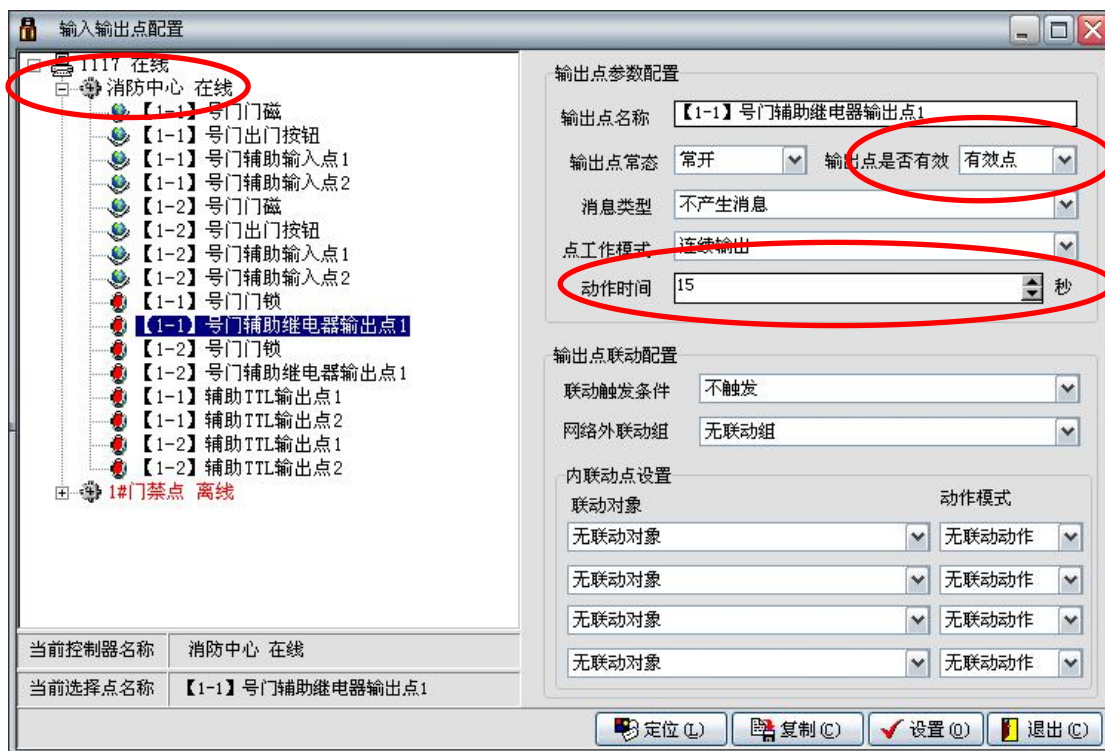 输入输出点配置
1117 在线
消防中心 在线
【1-1】号门门磁
【1-1】号门出门按钮
【1-1】号门辅助输入点1
【1-1】号门辅助输入点2
【1-2】号门门磁
【1-2】号门出门按钮
【1-2】号门辅助输入点1
【1-2】号门辅助输入点2
【1-1】号门门锁
【1-1】号门辅助继电器输出点1
【1-2】号门门锁
【1-2】号门辅助继电器输出点1
【1-1】辅助TTL输出点1
【1-1】辅助TTL输出点2
【1-2】辅助TTL输出点1
【1-2】辅助TTL输出点2
1#门禁点 离线
当前控制器名称 消防中心 在线
当前选择点名称 【1-1】号门辅助继电器输出点1
输出点参数配置
输出点名称 【1-1】号门辅助继电器输出点1
输出点常态 常开 输出点是否有效 有效点
消息类型 不产生消息
点工作模式 连续输出
动作时间 15 秒
输出点联动配置
联动触发条件 不触发
网络外联动组 无联动组
内联动点设置
联动对象 动作模式
无联动对象 无联动动作
无联动对象 无联动动作
无联动对象 无联动动作
无联动对象 无联动动作
定位(L) 复制(C) 设置(O) 退出(C)